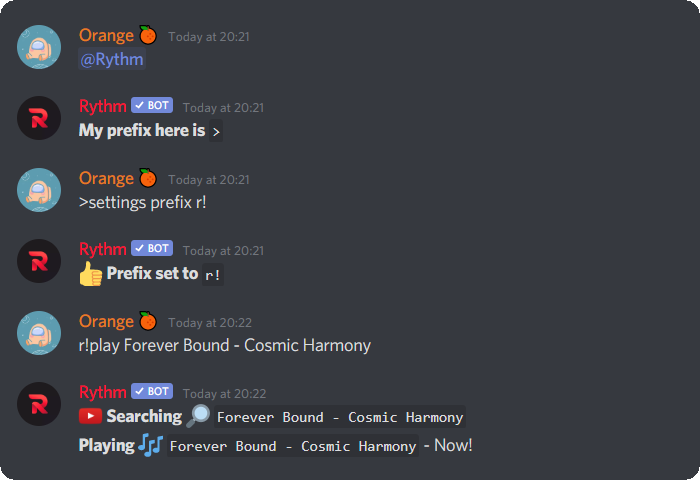 Orange 🍊 Today at 20:21
@Rythm
Rythm ✓ BOT Today at 20:21
My prefix here is >
Orange 🍊 Today at 20:21
>settings prefix r!
Rythm ✓ BOT Today at 20:21
👍 Prefix set to r!
Orange 🍊 Today at 20:22
r!play Forever Bound - Cosmic Harmony
Rythm ✓ BOT Today at 20:22
Searching 🔎 Forever Bound - Cosmic Harmony
Playing 🎶 Forever Bound - Cosmic Harmony - Now!